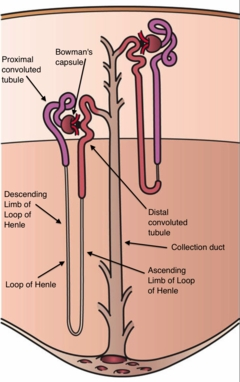 Proximal
convoluted
tubule
Bowman's
capsule
Descending
Limb of
Loop of
Henle
Distal
convoluted
tubule
Collection duct
Loop of Henle
Ascending
Limb of Loop
of Henle